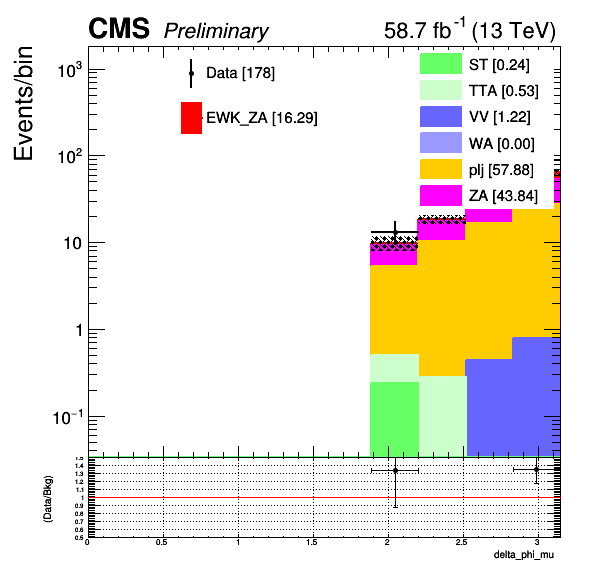 CMS Preliminary 58.7 fb⁻¹ (13 TeV)
Events/bin
10³
10²
10
1
10⁻¹
Data [178]
EWK_ZA [16.29]
ST [0.24]
TTA [0.53]
VV [1.22]
WA [0.00]
plj [57.88]
ZA [43.84]
(Data/Bkg)
1.5
1.4
1.3
1.2
1.1
1
0.9
0.8
0.7
0.6
0.5
0 0.5 1 1.5 2 2.5 3
delta_phi_mu